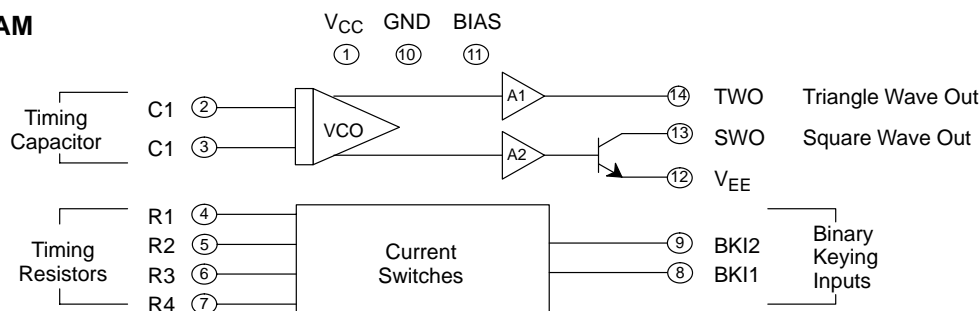 AM
VCC GND BIAS
1 10 11
Timing
Capacitor
C1 2
C1 3
VCO
A1
A2
14 TWO Triangle Wave Out
13 SWO Square Wave Out
12 VEE
Timing
Resistors
R1 4
R2 5
R3 6
R4 7
Current
Switches
9 BKI2
8 BKI1
Binary
Keying
Inputs